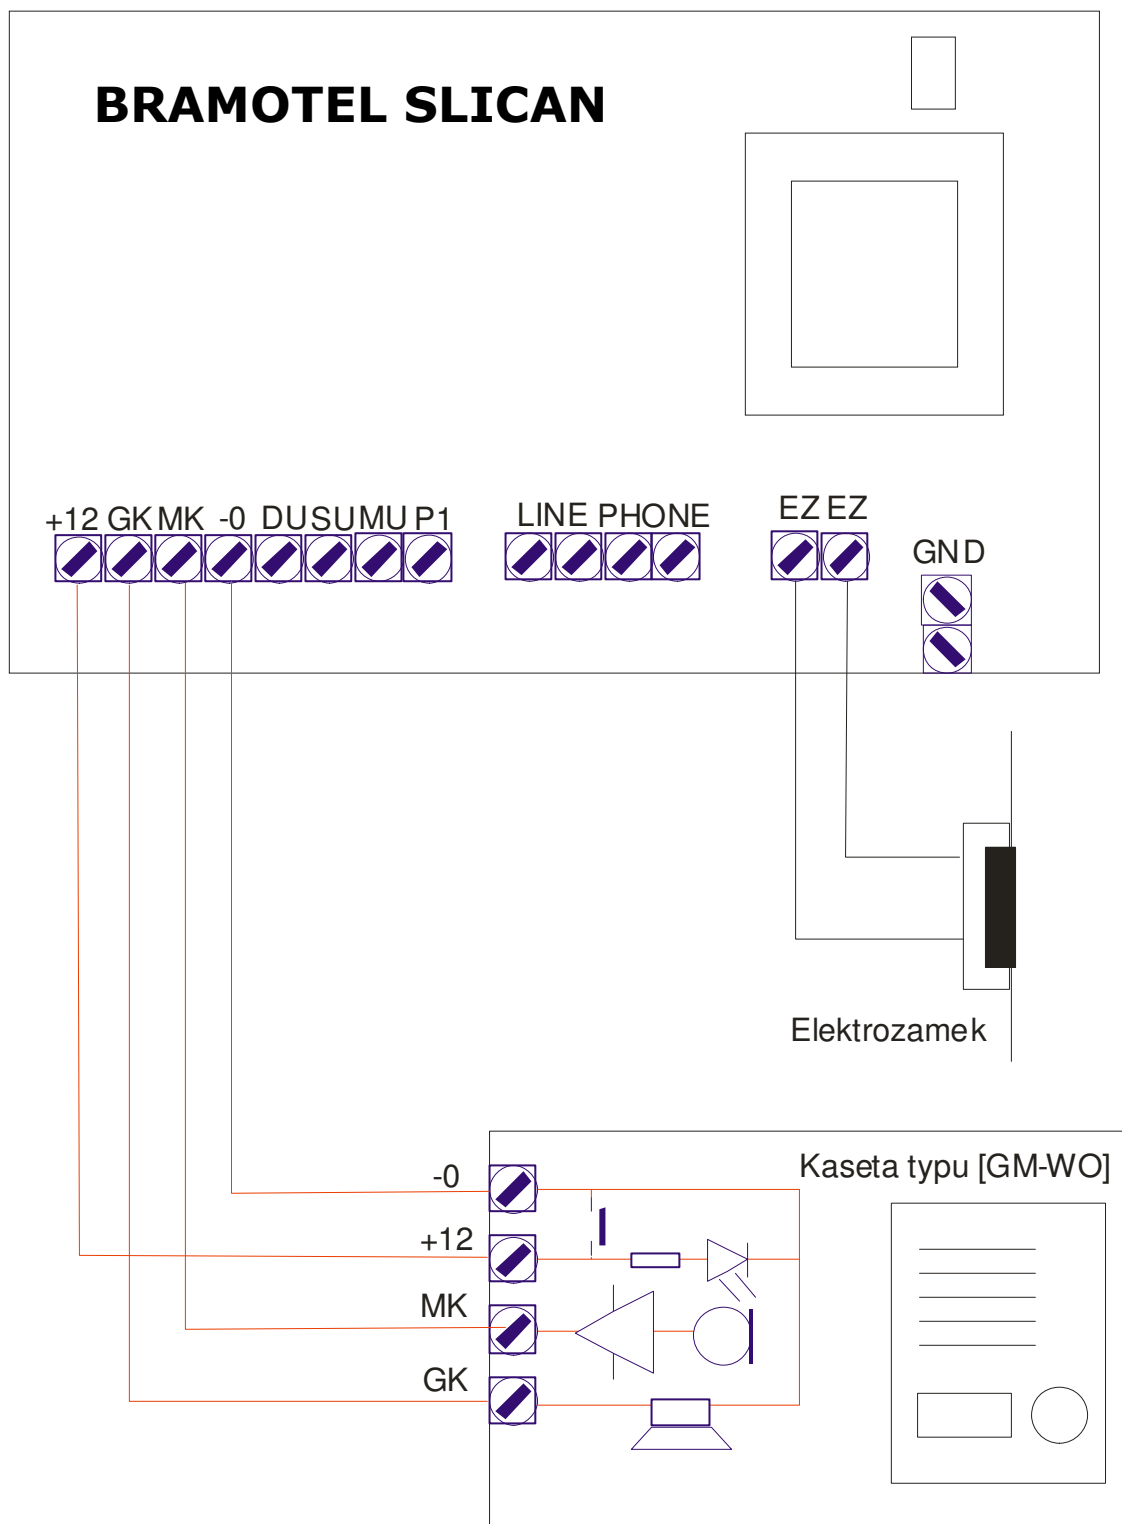 BRAMOTEL SLICAN
+12 GK MK -0 DU SU MU P1 LINE PHONE EZ EZ
GND
Elektrozamek
Kaseta typu [GM-WO]
-0
+12
MK
GK